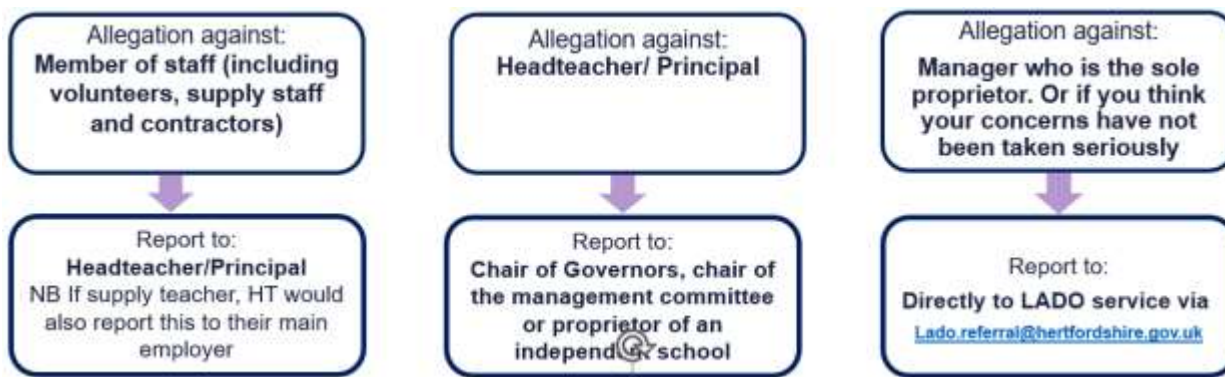 Allegation against:
Member of staff (including
volunteers, supply staff
and contractors)
Report to:
Headteacher/Principal
NB If supply teacher, HT would
also report this to their main
employer
Allegation against:
Headteacher/ Principal
Report to:
Chair of Governors, chair of
the management committee
or proprietor of an
school
Allegation against:
Manager who is the sole
proprietor. Or if you think
your concerns have not
been taken seriously
Report to:
Directly to LADO service via
Lado.referral@hertfordshire.gov.uk